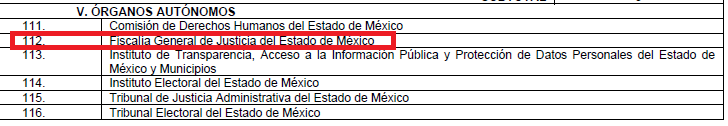 V. ÓRGANOS AUTÓNOMOS
111. Comisión de Derechos Humanos del Estado de México
112. Fiscalía General de Justicia del Estado de México
113. Instituto de Transparencia, Acceso a la Información Pública y Protección de Datos Personales del Estado de
México y Municipios
114. Instituto Electoral del Estado de México
115. Tribunal de Justicia Administrativa del Estado de México
116. Tribunal Electoral del Estado de México